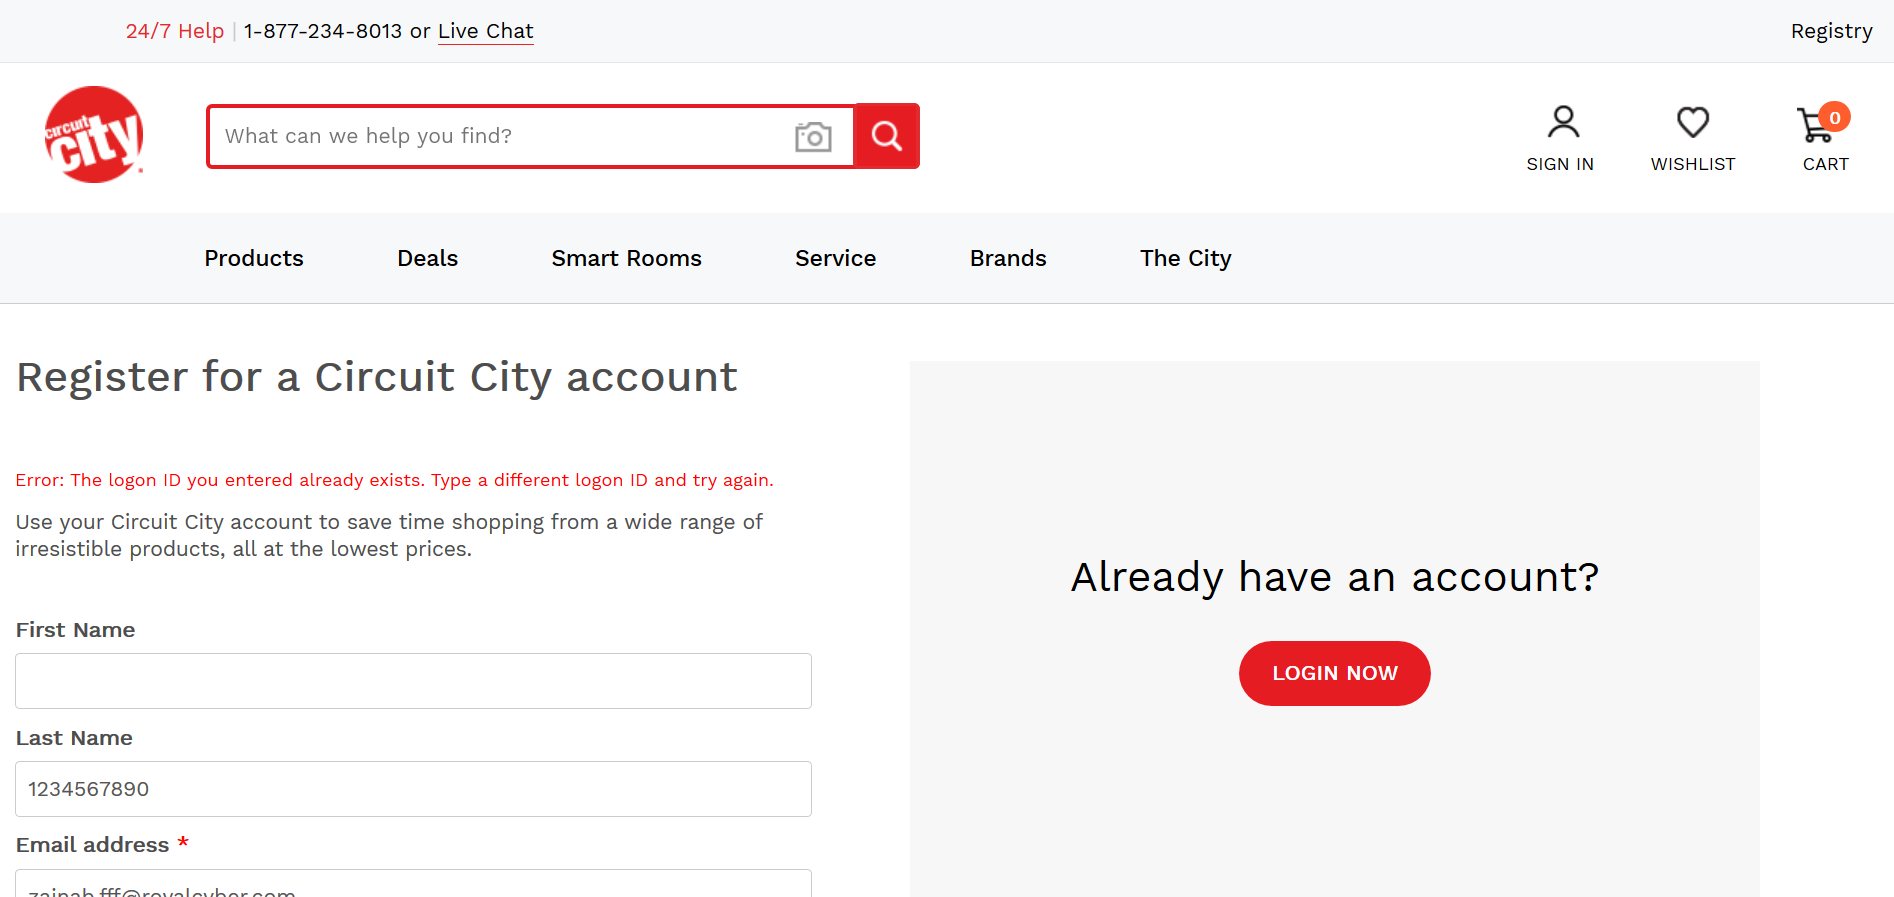 24/7 Help | 1-877-234-8013 or Live Chat
Registry
circuit city
What can we help you find?
SIGN IN
WISHLIST
0
CART
Products
Deals
Smart Rooms
Service
Brands
The City
Register for a Circuit City account
Error: The logon ID you entered already exists. Type a different logon ID and try again.
Use your Circuit City account to save time shopping from a wide range of
irresistible products, all at the lowest prices.
First Name
Last Name
1234567890
Email address *
zainab.fff@royalcyber.com
Already have an account?
LOGIN NOW